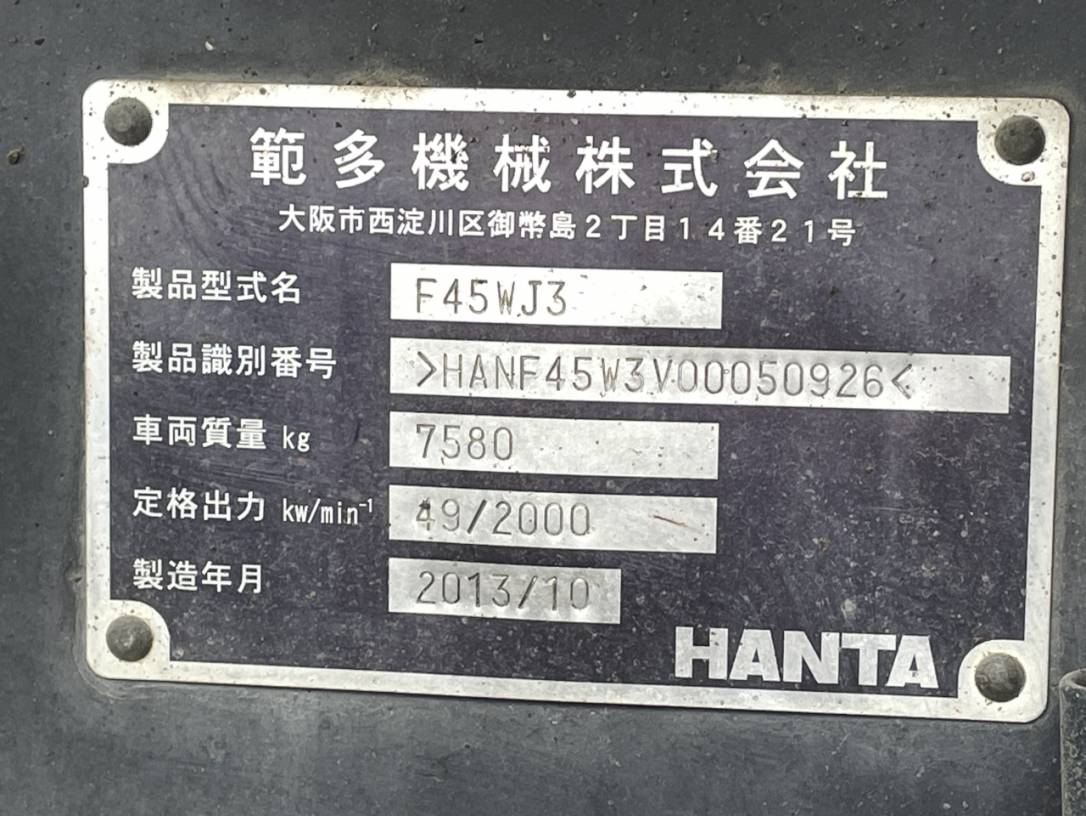 範多機械株式会社
大阪市西淀川区御幣島2丁目14番21号
製品型式名 F45WJ3
製品識別番号 >HANF45W3V00050926<
車両質量 kg 7580
定格出力 kw/min⁻¹ 49/2000
製造年月 2013/10
HANTA